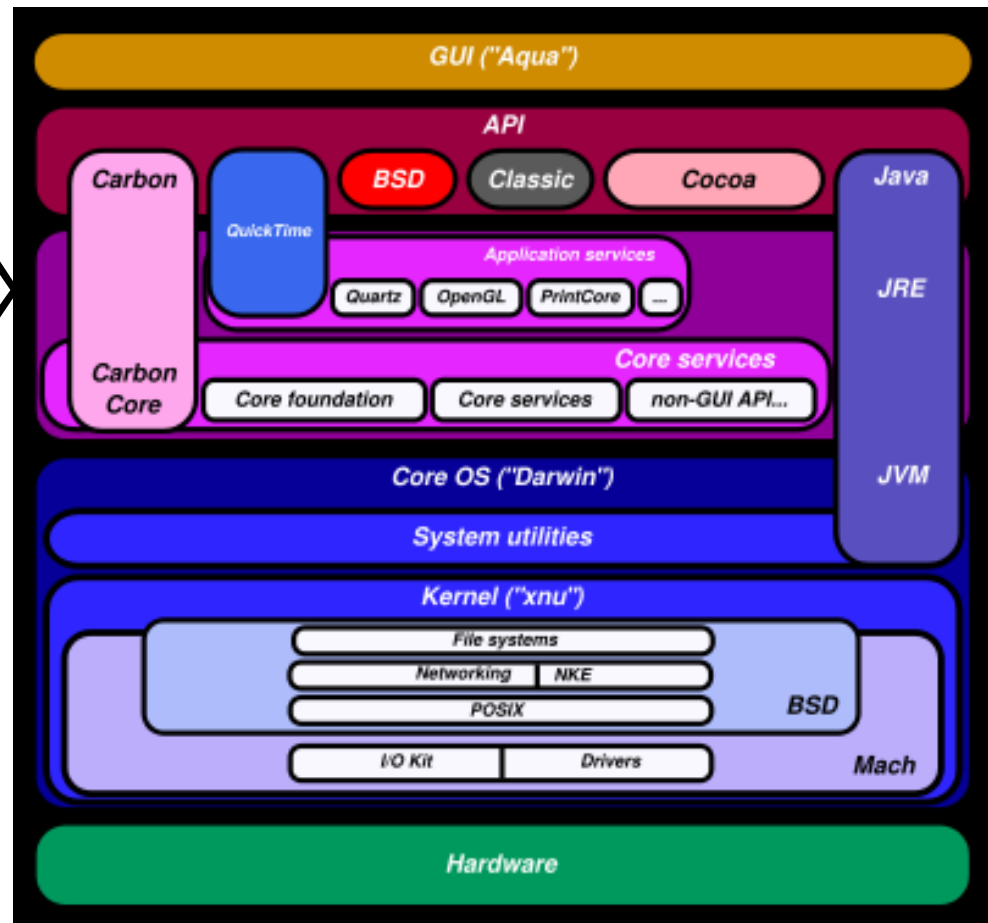 GUI ("Aqua")
API
Carbon
BSD
Classic
Cocoa
Java
QuickTime
Application services
Quartz
OpenGL
PrintCore
...
JRE
Core services
Carbon
Core
Core foundation
Core services
non-GUI API...
Core OS ("Darwin")
JVM
System utilities
Kernel ("xnu")
File systems
Networking
NKE
POSIX
BSD
I/O Kit
Drivers
Mach
Hardware